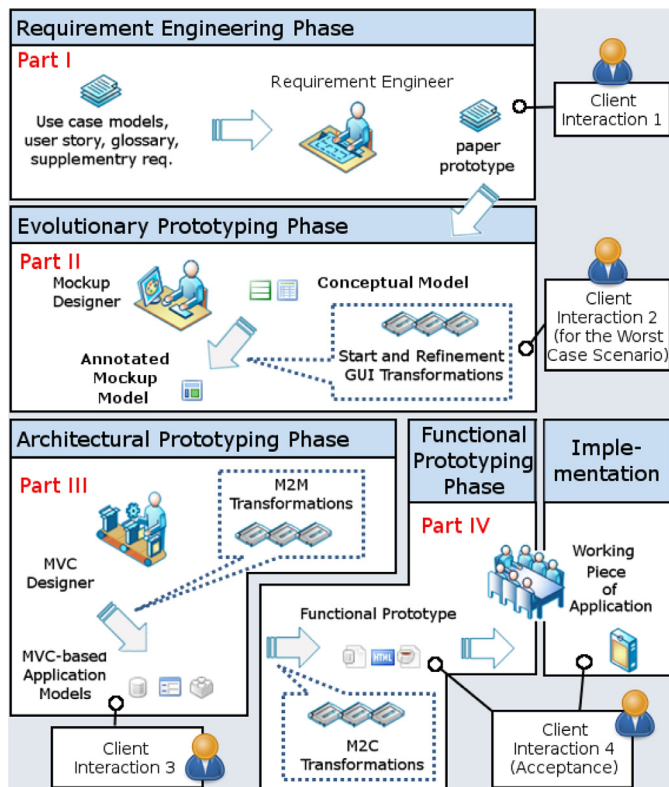 Requirement Engineering Phase
Part I
Use case models,
user story, glossary,
supplementry req.
Requirement Engineer
paper
prototype
Client
Interaction 1
Evolutionary Prototyping Phase
Part II
Mockup
Designer
Conceptual Model
Start and Refinement
GUI Transformations
Annotated
Mockup
Model
Client
Interaction 2
(for the Worst
Case Scenario)
Architectural Prototyping Phase
Part III
M2M
Transformations
MVC
Designer
MVC-based
Application
Models
Client
Interaction 3
Functional
Prototyping
Phase
Part IV
Functional Prototype
HTML
M2C
Transformations
Imple-
mentation
Working
Piece
of
Application
Client
Interaction 4
(Acceptance)